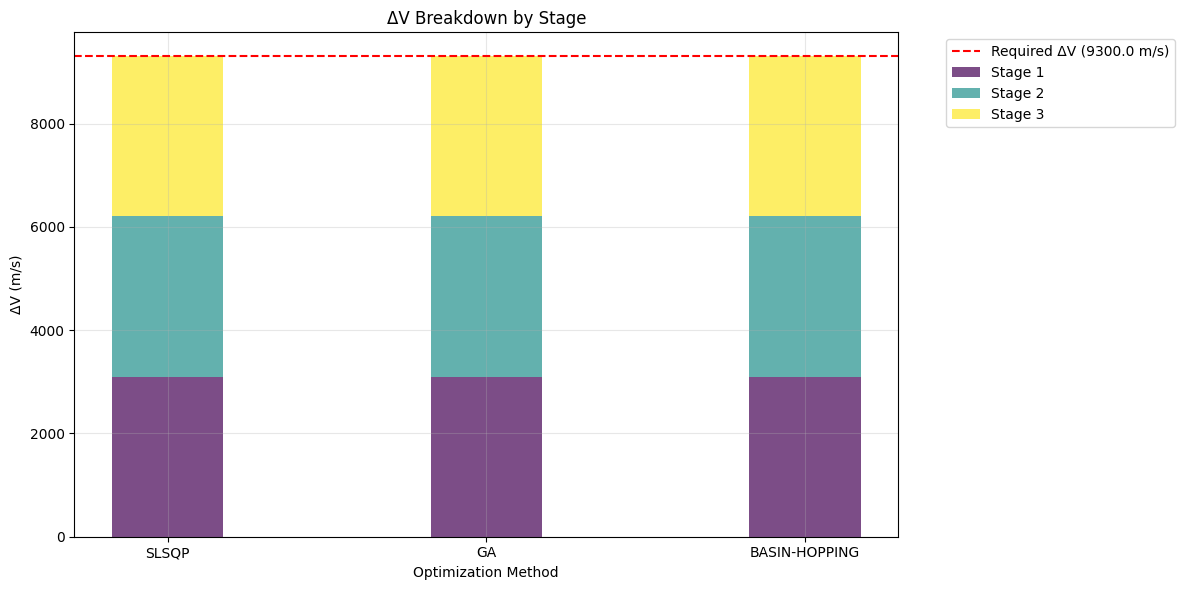 ΔV Breakdown by Stage
Required ΔV (9300.0 m/s)
Stage 1
Stage 2
Stage 3
ΔV (m/s)
8000
6000
4000
2000
0
SLSQP
GA
BASIN-HOPPING
Optimization Method